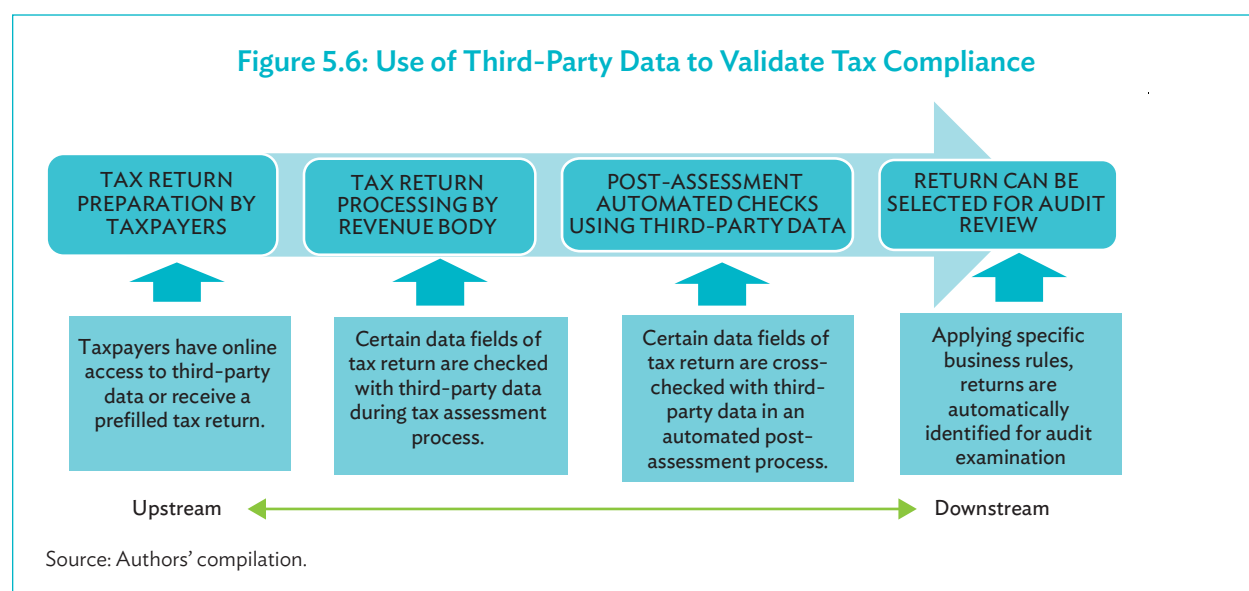 Figure 5.6: Use of Third-Party Data to Validate Tax Compliance
TAX RETURN
PREPARATION BY
TAXPAYERS
TAX RETURN
PROCESSING BY
REVENUE BODY
POST-ASSESSMENT
AUTOMATED CHECKS
USING THIRD-PARTY DATA
RETURN CAN BE
SELECTED FOR AUDIT
REVIEW
Taxpayers have online
access to third-party
data or receive a
prefilled tax return.
Certain data fields of
tax return are checked
with third-party data
during tax assessment
process.
Certain data fields of
tax return are cross-
checked with third-
party data in an
automated post-
assessment process.
Applying specific
business rules,
returns are
automatically
identified for audit
examination
Upstream
Downstream
Source: Authors' compilation.